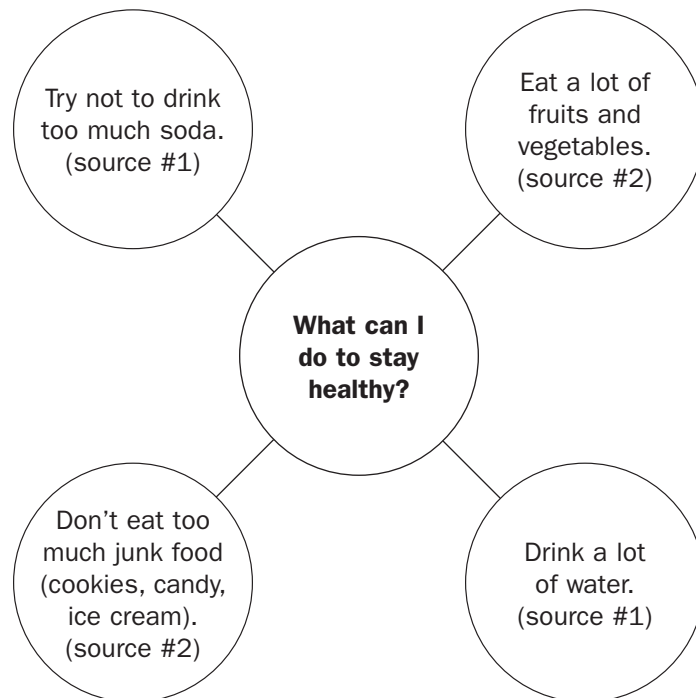 Try not to drink
too much soda.
(source #1)
Eat a lot of
fruits and
vegetables.
(source #2)
What can I
do to stay
healthy?
Don’t eat too
much junk food
(cookies, candy,
ice cream).
(source #2)
Drink a lot
of water.
(source #1)